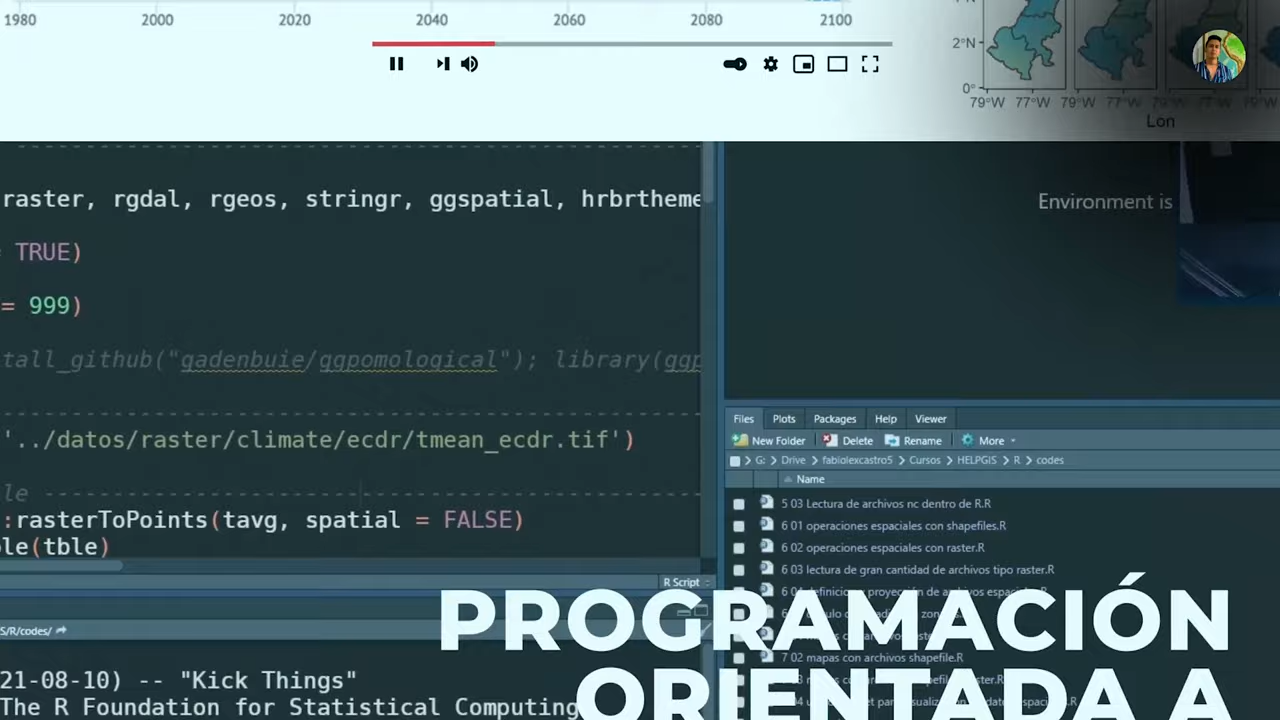 1980 2000 2020 2040 2060 2080 2100
2°N
0°
79°W 77°W 79°W 77°W
Lon
raster, rgdal, rgeos, stringr, ggspatial, hrbrtheme
= TRUE)
= 999)
tall_github("gadenbuie/ggpomological"); library(ggp
'../datos/raster/climate/ecdr/tmean_ecdr.tif')
le
:rasterToPoints(tavg, spatial = FALSE)
ble(tble)
R Script
S/R/codes/
21-08-10) -- "Kick Things"
The R Foundation for Statistical Computing
Environment is
Files Plots Packages Help Viewer
New Folder Delete Rename More
G: Drive fabiolexcastro5 Cursos HELPGIS R codes
Name
5 03 Lectura de archivos nc dentro de R.R
6 01 operaciones espaciales con shapefiles.R
6 02 operaciones espaciales con raster.R
6 03 lectura de gran cantidad de archivos tipo raster.R
7 02 mapas con archivos shapefile.R
PROGRAMACIÓN
ORIENTADA A